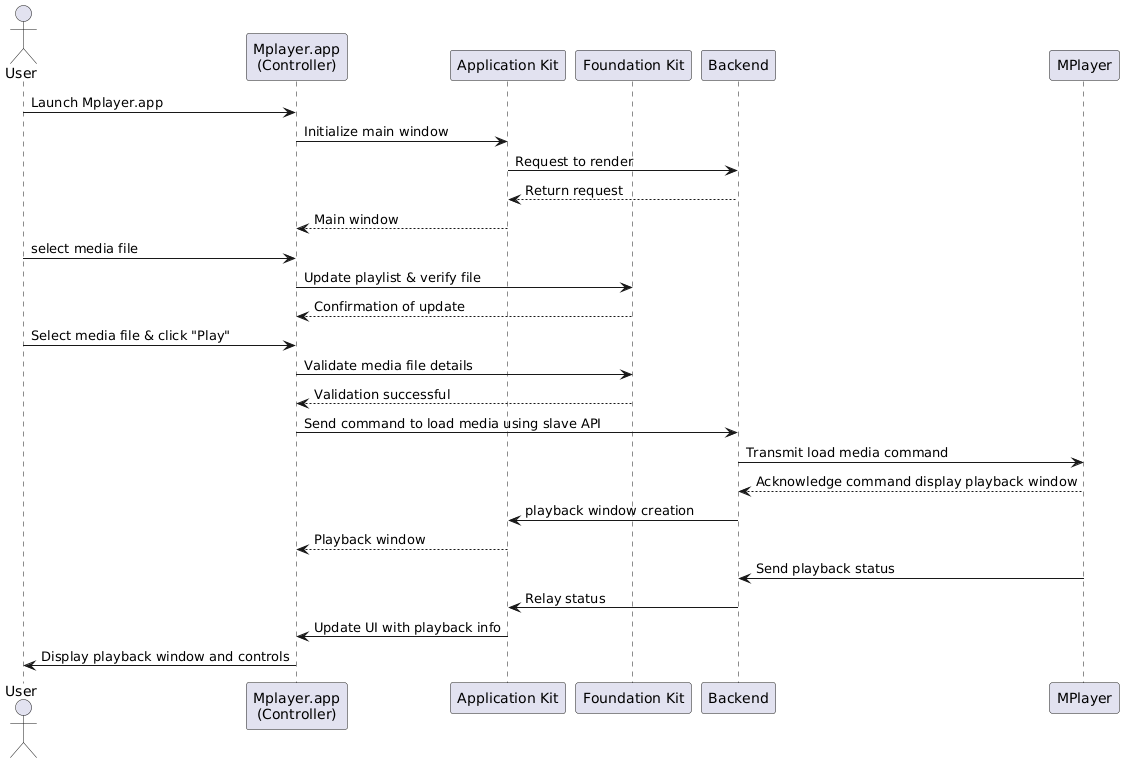 User
Mplayer.app
(Controller)
Application Kit
Foundation Kit
Backend
MPlayer
Launch Mplayer.app
Initialize main window
Request to render
Return request
Main window
select media file
Update playlist & verify file
Confirmation of update
Select media file & click "Play"
Validate media file details
Validation successful
Send command to load media using slave API
Transmit load media command
Acknowledge command display playback window
playback window creation
Playback window
Send playback status
Relay status
Update UI with playback info
Display playback window and controls
User
Mplayer.app
(Controller)
Application Kit
Foundation Kit
Backend
MPlayer